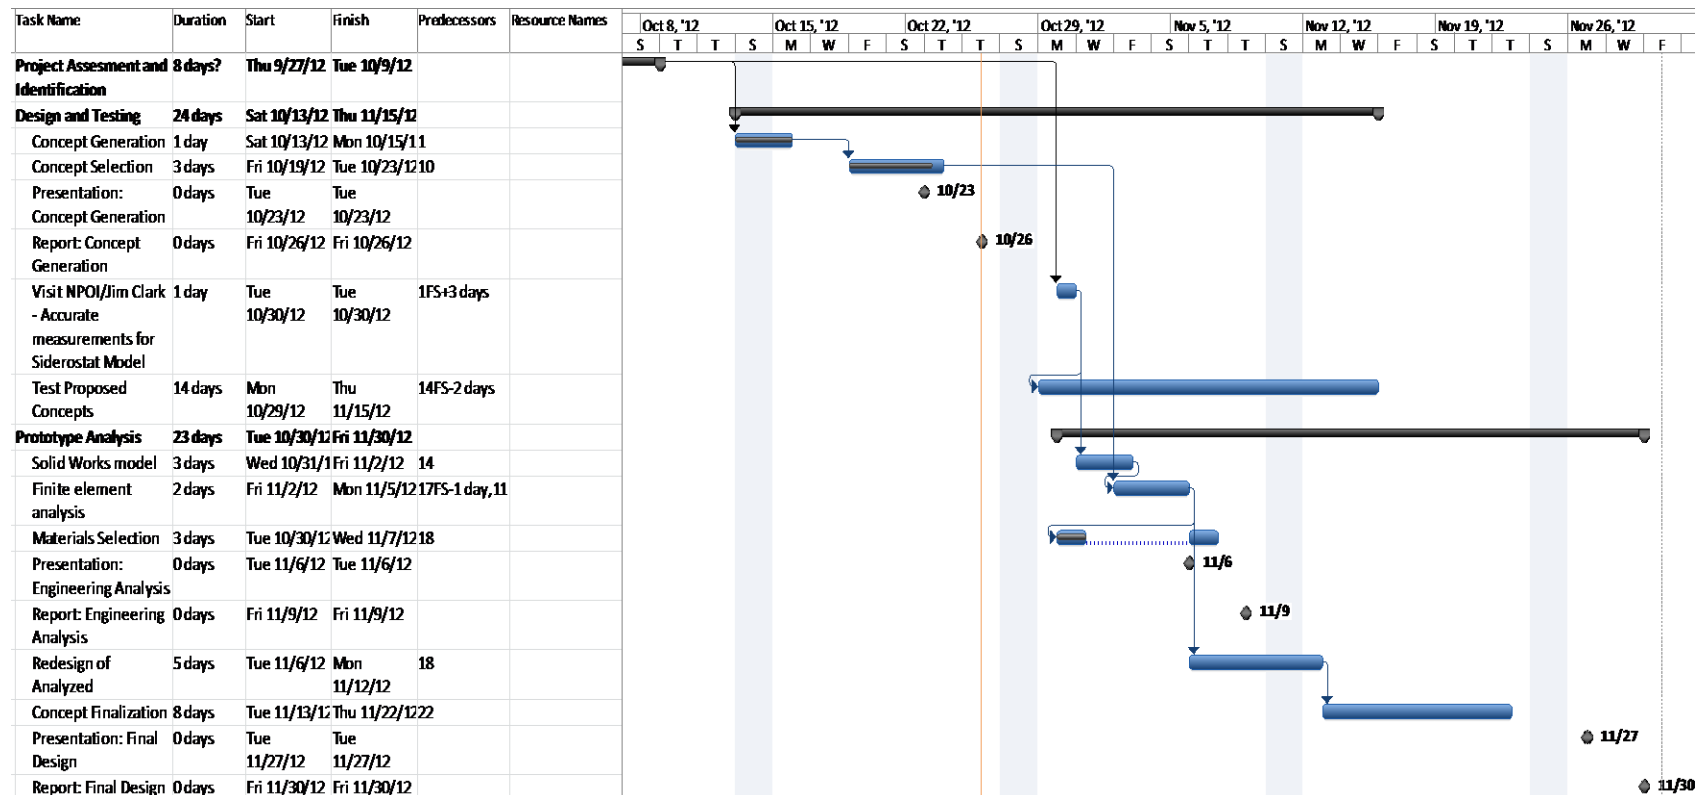 Task Name Duration Start Finish Predecessors Resource Names
Oct 8, '12 Oct 15, '12 Oct 22, '12 Oct 29, '12 Nov 5, '12 Nov 12, '12 Nov 19, '12 Nov 26, '12
S T T S M W F S T T S M W F S T T S M W F S T T S M W F
Project Assesment and 8 days? Thu 9/27/12 Tue 10/9/12
Identification
Design and Testing 24 days Sat 10/13/12 Thu 11/15/12
Concept Generation 1 day Sat 10/13/12 Mon 10/15/1 1
Concept Selection 3 days Fri 10/19/12 Tue 10/23/12 10
Presentation: 0 days Tue Tue
Concept Generation 10/23/12 10/23/12
10/23
Report: Concept 0 days Fri 10/26/12 Fri 10/26/12
Generation
10/26
Visit NPOI/Jim Clark 1 day Tue Tue 1FS+3 days
- Accurate 10/30/12 10/30/12
measurements for
Siderostat Model
Test Proposed 14 days Mon Thu 14FS-2 days
Concepts 10/29/12 11/15/12
Prototype Analysis 23 days Tue 10/30/12 Fri 11/30/12
Solid Works model 3 days Wed 10/31/1 Fri 11/2/12 14
Finite element 2 days Fri 11/2/12 Mon 11/5/12 17FS-1 day,11
analysis
Materials Selection 3 days Tue 10/30/12 Wed 11/7/12 18
Presentation: 0 days Tue 11/6/12 Tue 11/6/12
Engineering Analysis
11/6
Report: Engineering 0 days Fri 11/9/12 Fri 11/9/12
Analysis
11/9
Redesign of 5 days Tue 11/6/12 Mon 18
Analyzed 11/12/12
Concept Finalization 8 days Tue 11/13/12 Thu 11/22/12 22
Presentation: Final 0 days Tue Tue
Design 11/27/12 11/27/12
11/27
Report: Final Design 0 days Fri 11/30/12 Fri 11/30/12
11/30